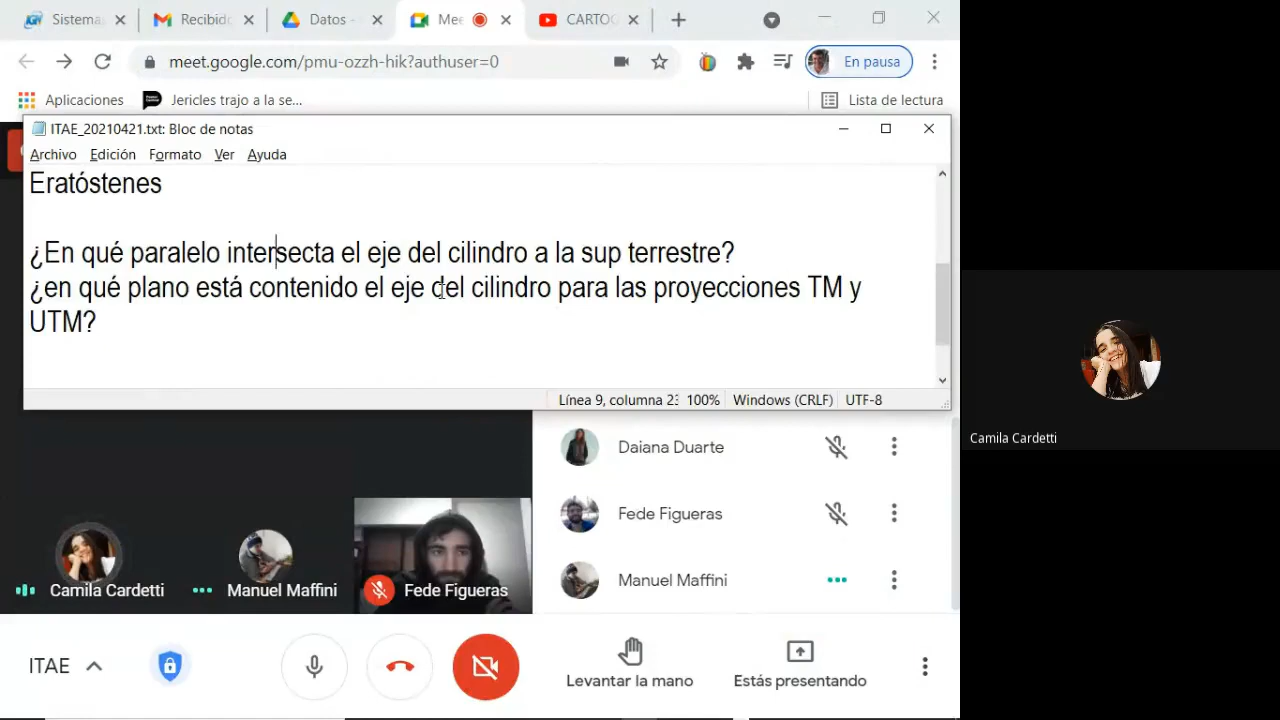 Sistema:
Recibido
Datos -
Mee
CARTOG
meet.google.com/pmu-ozzh-hik?authuser=0
En pausa
Aplicaciones
Jericles trajo a la se...
Lista de lectura
ITAE_20210421.txt: Bloc de notas
Archivo Edición Formato Ver Ayuda
Eratóstenes
¿En qué paralelo intersecta el eje del cilindro a la sup terrestre?
¿en qué plano está contenido el eje del cilindro para las proyecciones TM y
UTM?
Línea 9, columna 23 100% Windows (CRLF) UTF-8
Daiana Duarte
Fede Figueras
Manuel Maffini
Camila Cardetti
Manuel Maffini
Fede Figueras
Camila Cardetti
ITAE
Levantar la mano
Estás presentando